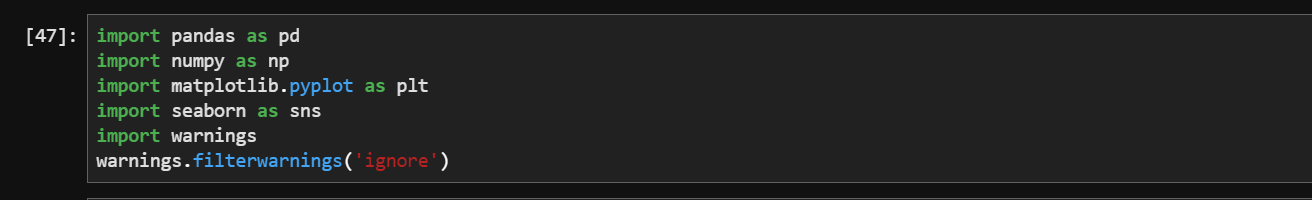 [47]: import pandas as pd
import numpy as np
import matplotlib.pyplot as plt
import seaborn as sns
import warnings
warnings.filterwarnings('ignore')